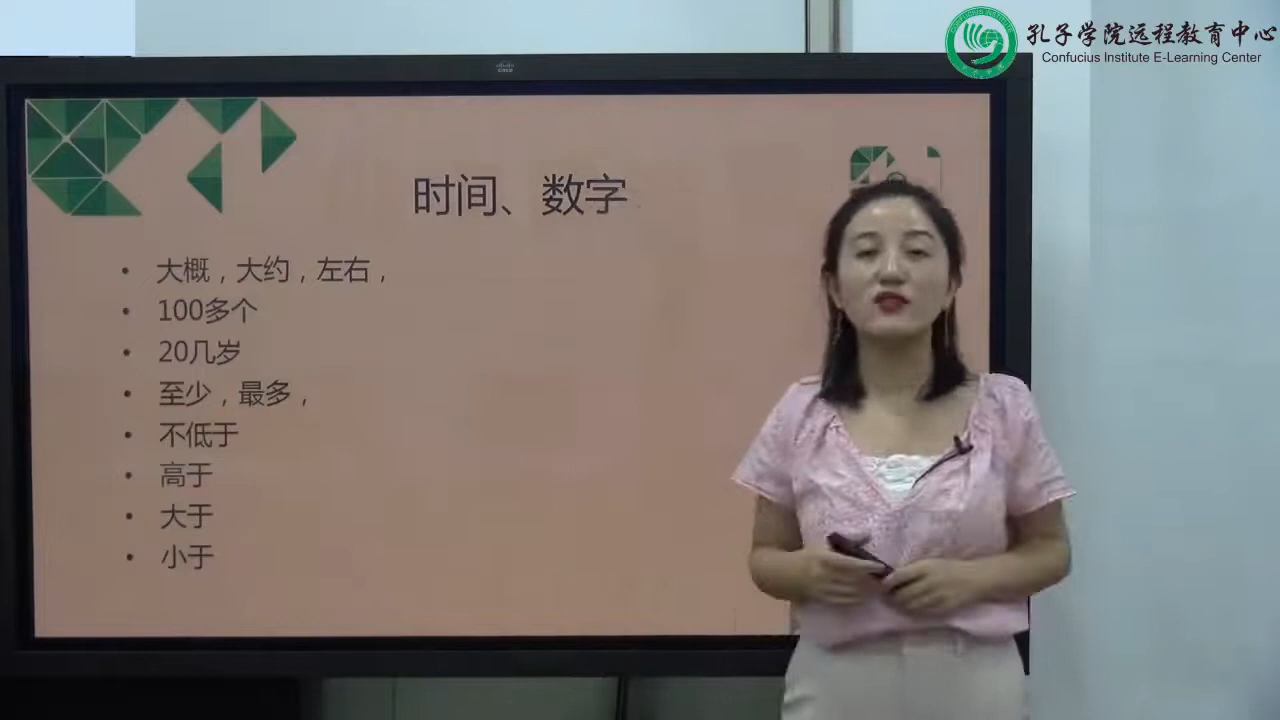 孔子学院远程教育中心
Confucius Institute E-Learning Center
CISCO
时间、数字
• 大概，大约，左右，
• 100多个
• 20几岁
• 至少，最多，
• 不低于
• 高于
• 大于
• 小于